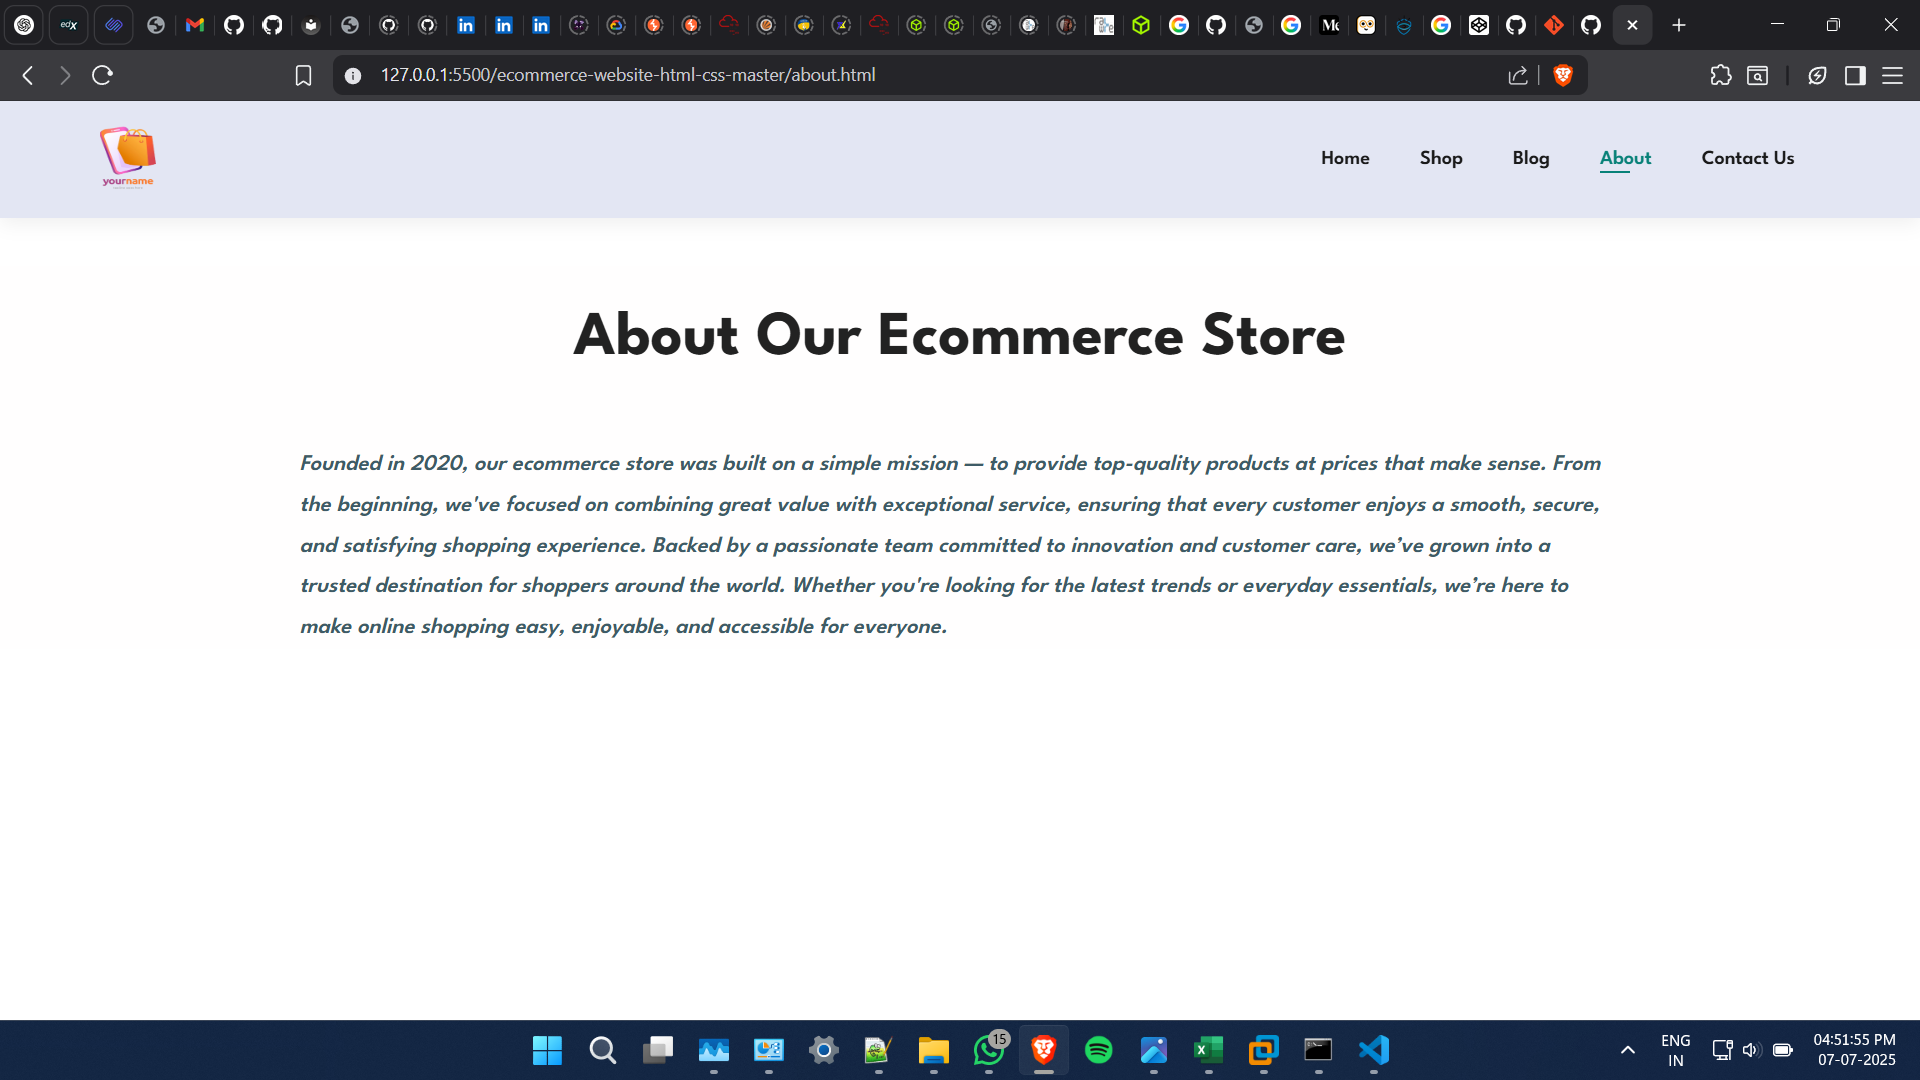 edX
127.0.0.1:5500/ecommerce-website-html-css-master/about.html
yourname
Home
Shop
Blog
About
Contact Us
About Our Ecommerce Store
Founded in 2020, our ecommerce store was built on a simple mission — to provide top-quality products at prices that make sense. From
the beginning, we've focused on combining great value with exceptional service, ensuring that every customer enjoys a smooth, secure,
and satisfying shopping experience. Backed by a passionate team committed to innovation and customer care, we’ve grown into a
trusted destination for shoppers around the world. Whether you're looking for the latest trends or everyday essentials, we’re here to
make online shopping easy, enjoyable, and accessible for everyone.
15
ENG
IN
04:51:55 PM
07-07-2025